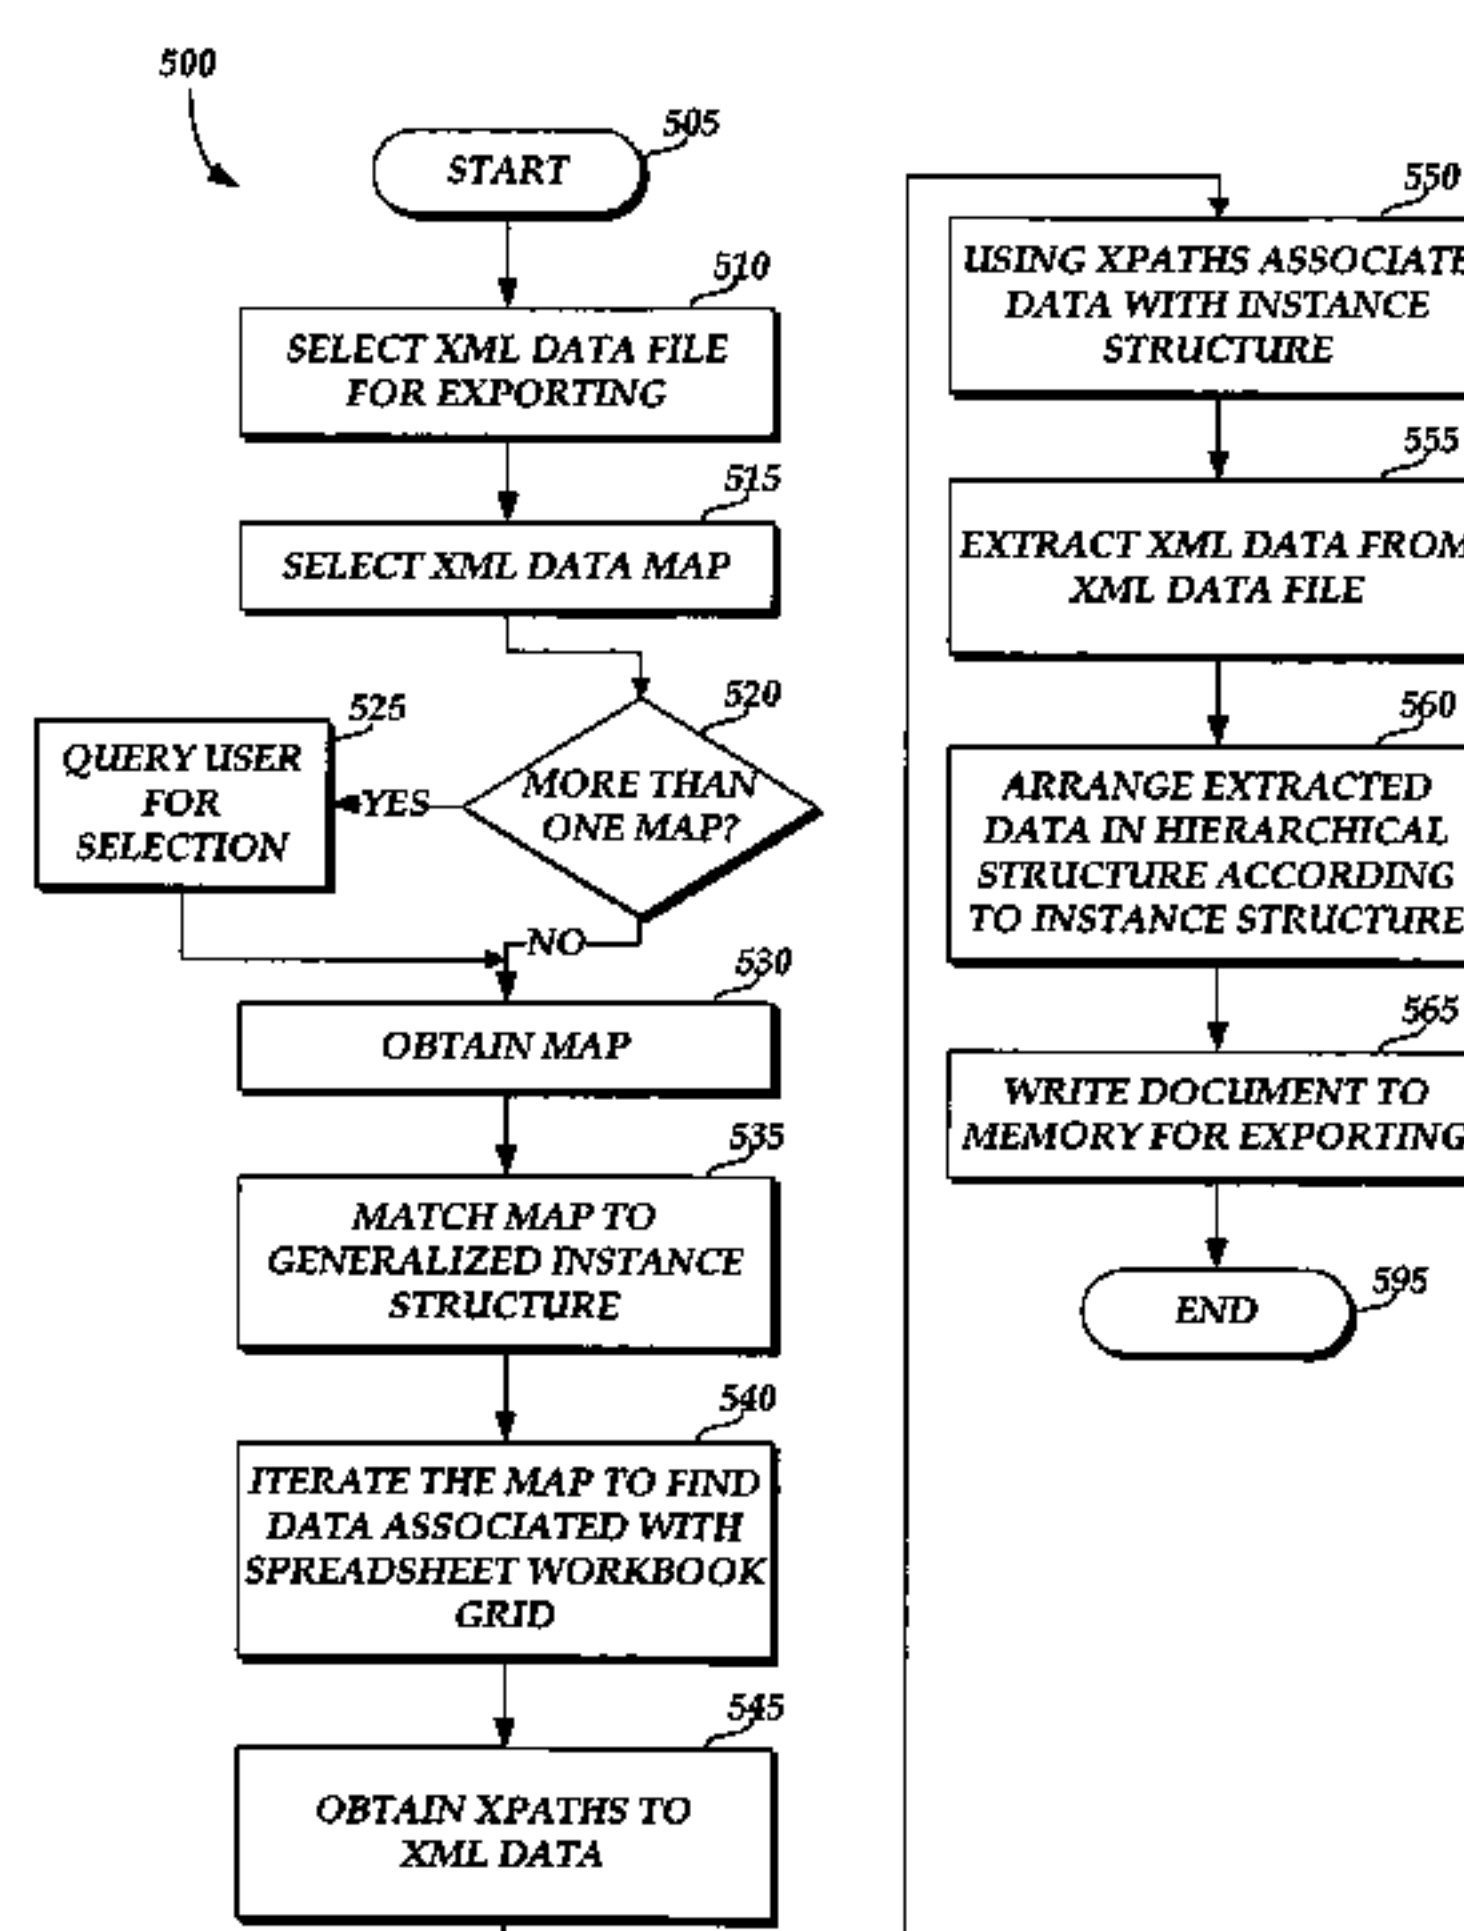 500
505
START
510
SELECT XML DATA FILE
FOR EXPORTING
515
SELECT XML DATA MAP
520
MORE THAN
ONE MAP?
YES
525
QUERY USER
FOR
SELECTION
NO
530
OBTAIN MAP
535
MATCH MAP TO
GENERALIZED INSTANCE
STRUCTURE
540
ITERATE THE MAP TO FIND
DATA ASSOCIATED WITH
SPREADSHEET WORKBOOK
GRID
545
OBTAIN XPATHS TO
XML DATA
550
USING XPATHS ASSOCIATE
DATA WITH INSTANCE
STRUCTURE
555
EXTRACT XML DATA FROM
XML DATA FILE
560
ARRANGE EXTRACTED
DATA IN HIERARCHICAL
STRUCTURE ACCORDING
TO INSTANCE STRUCTURE
565
WRITE DOCUMENT TO
MEMORY FOR EXPORTING
595
END